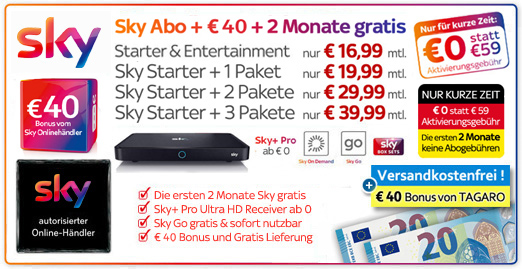 sky
Sky Abo + € 40 + 2 Monate gratis
Starter & Entertainment nur € 16,99 mtl.
Sky Starter + 1 Paket nur € 19,99 mtl.
Sky Starter + 2 Pakete nur € 29,99 mtl.
Sky Starter + 3 Pakete nur € 39,99 mtl.
Nur für kurze Zeit:
€0 statt €59
Aktivierungsgebühr
€40
Bonus vom
Sky Onlinehändler
NUR KURZE ZEIT
€ 0 statt € 59
Aktivierungsgebühr
Die ersten 2 Monate
keine Abogebühren
sky
Sky+ Pro
ab € 0
Sky On Demand
go
Sky Go
sky
BOX SETS
sky
autorisierter
Online-Händler
Die ersten 2 Monate Sky gratis
Sky+ Pro Ultra HD Receiver ab 0
Sky Go gratis & sofort nutzbar
€ 40 Bonus und Gratis Lieferung
Versandkostenfrei !
+
€ 40 Bonus von TAGARO
20
20